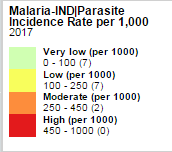 Malaria-IND|Parasite
Incidence Rate per 1,000
2017
Very low (per 1000)
0 - 100 (7)
Low (per 1000)
100 - 250 (7)
Moderate (per 1000)
250 - 450 (2)
High (per 1000)
450 - 1000 (0)